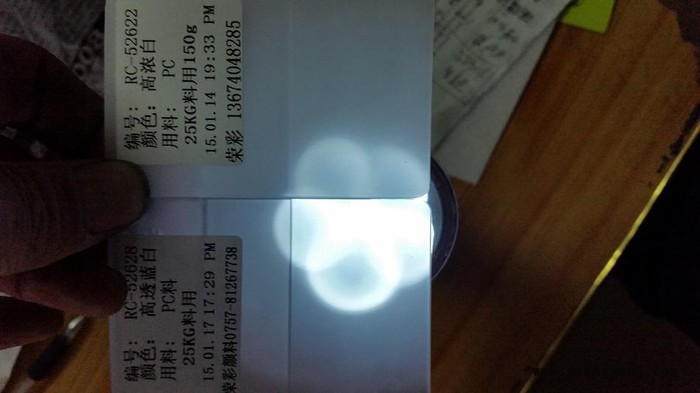 编号: RC-52622
颜色: 高浓白
用料: PC
25KG料用150g
15.01.14 19:33 PM
荣彩 13674048285
编号: RC-52628
颜色: 高透蓝白
用料: PC料
25KG料用
15.01.17 17:29 PM
荣彩颜料0757-81267738